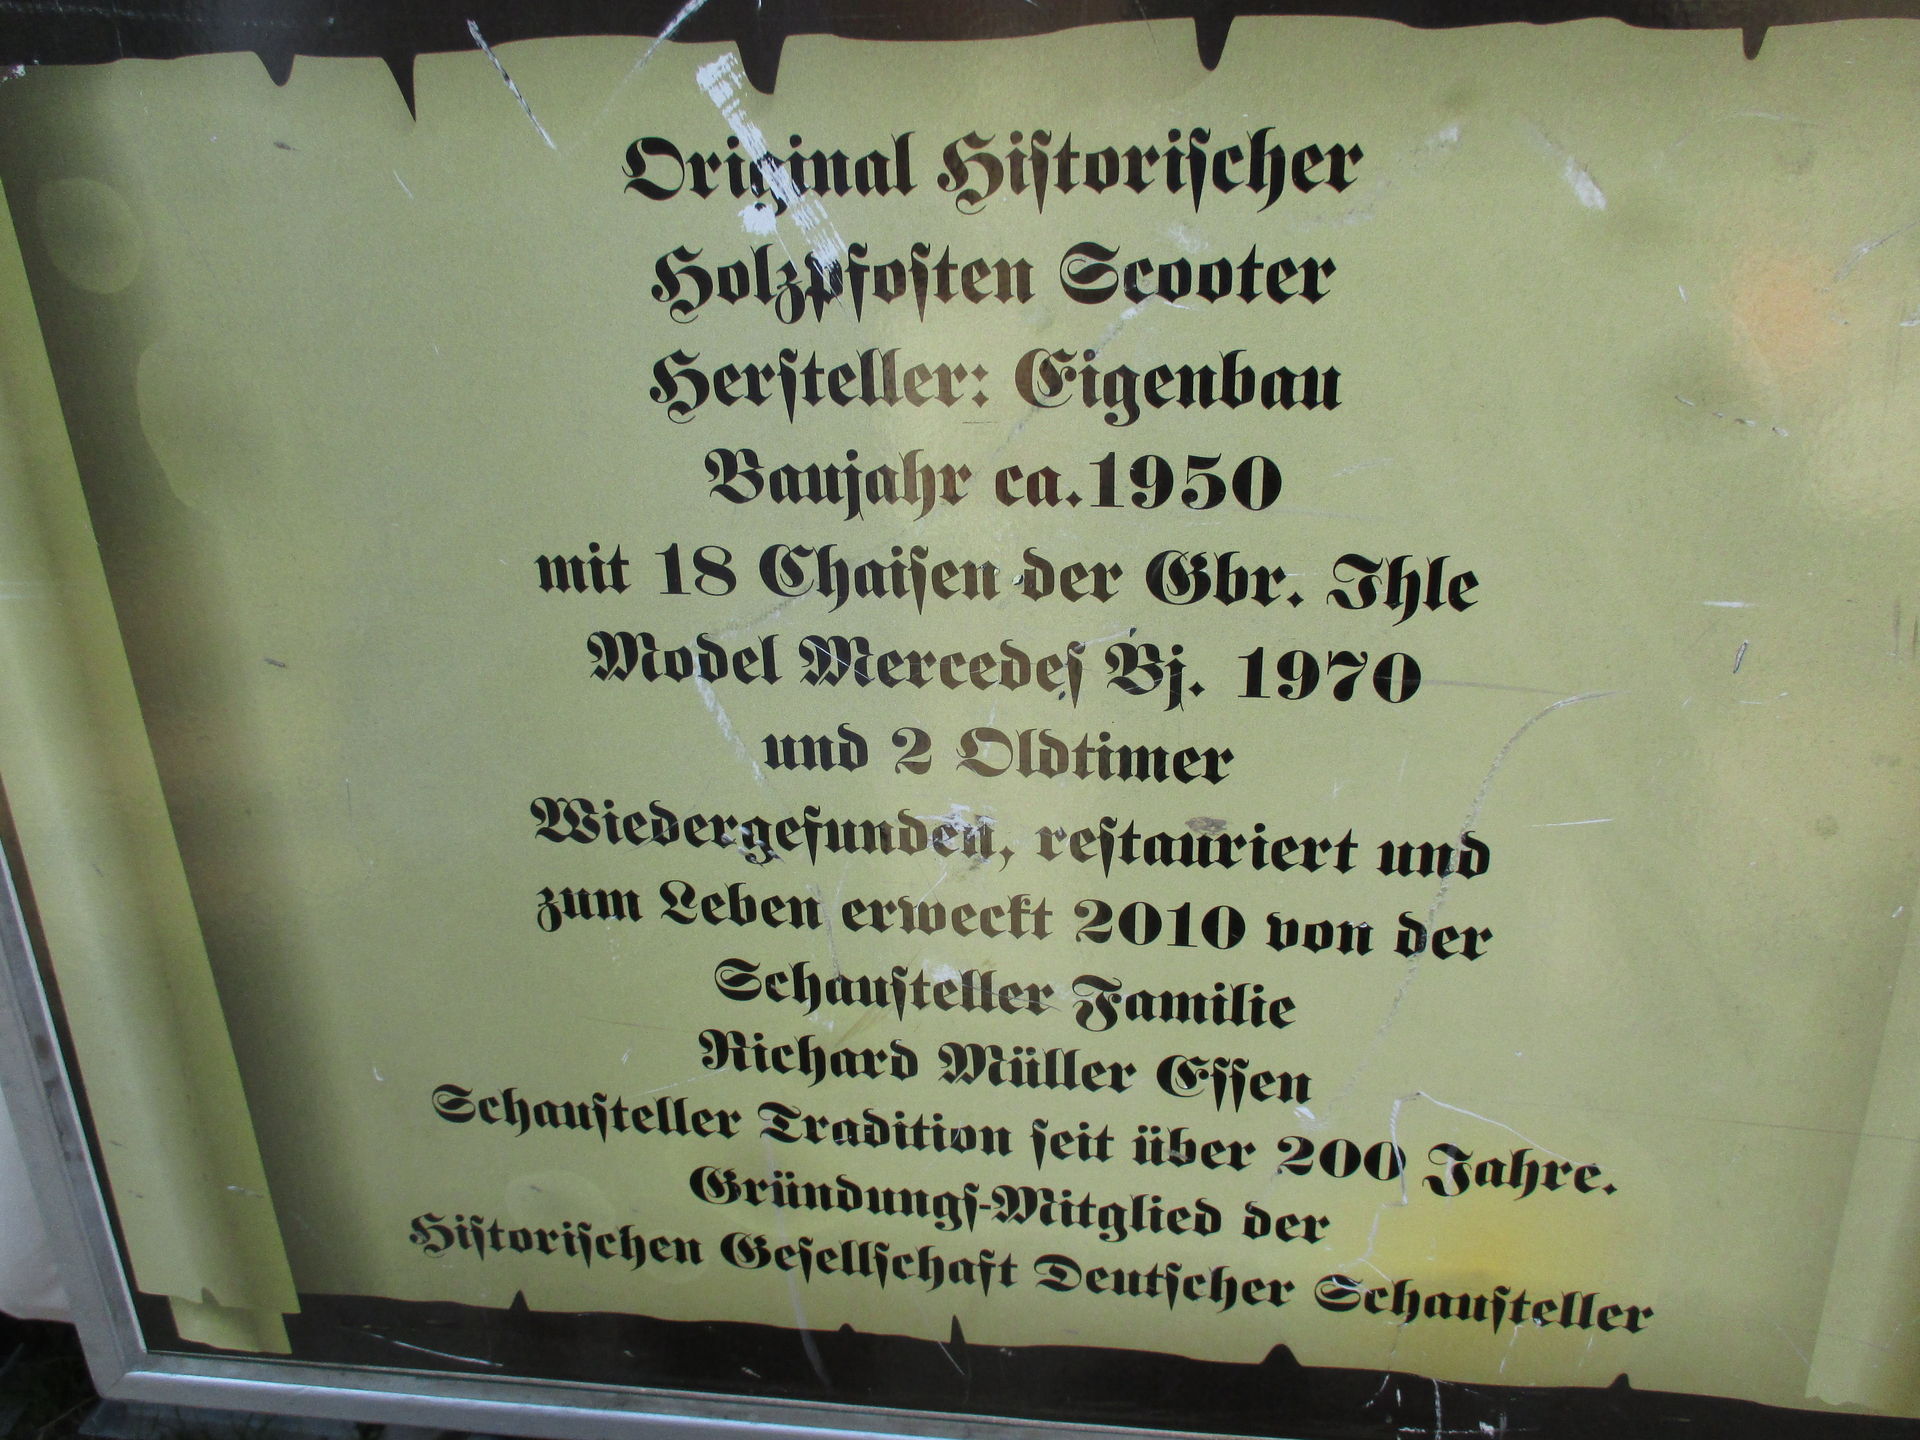 Original Hiſtoriſcher
Holzpfoſten Scooter
Herſteller: Eigenbau
Baujahr ca.1950
mit 18 Chaiſen der Gbr. Ihle
Model Mercedeſ Bj. 1970
und 2 Oldtimer
Wiedergefunden, reſtauriert und
zum Leben erweckt 2010 von der
Schauſteller Familie
Richard Müller Eſſen
Schauſteller Tradition ſeit über 200 Jahre.
Gründungſ-Mitglied der
Hiſtoriſchen Geſellſchaft Deutſcher Schauſteller